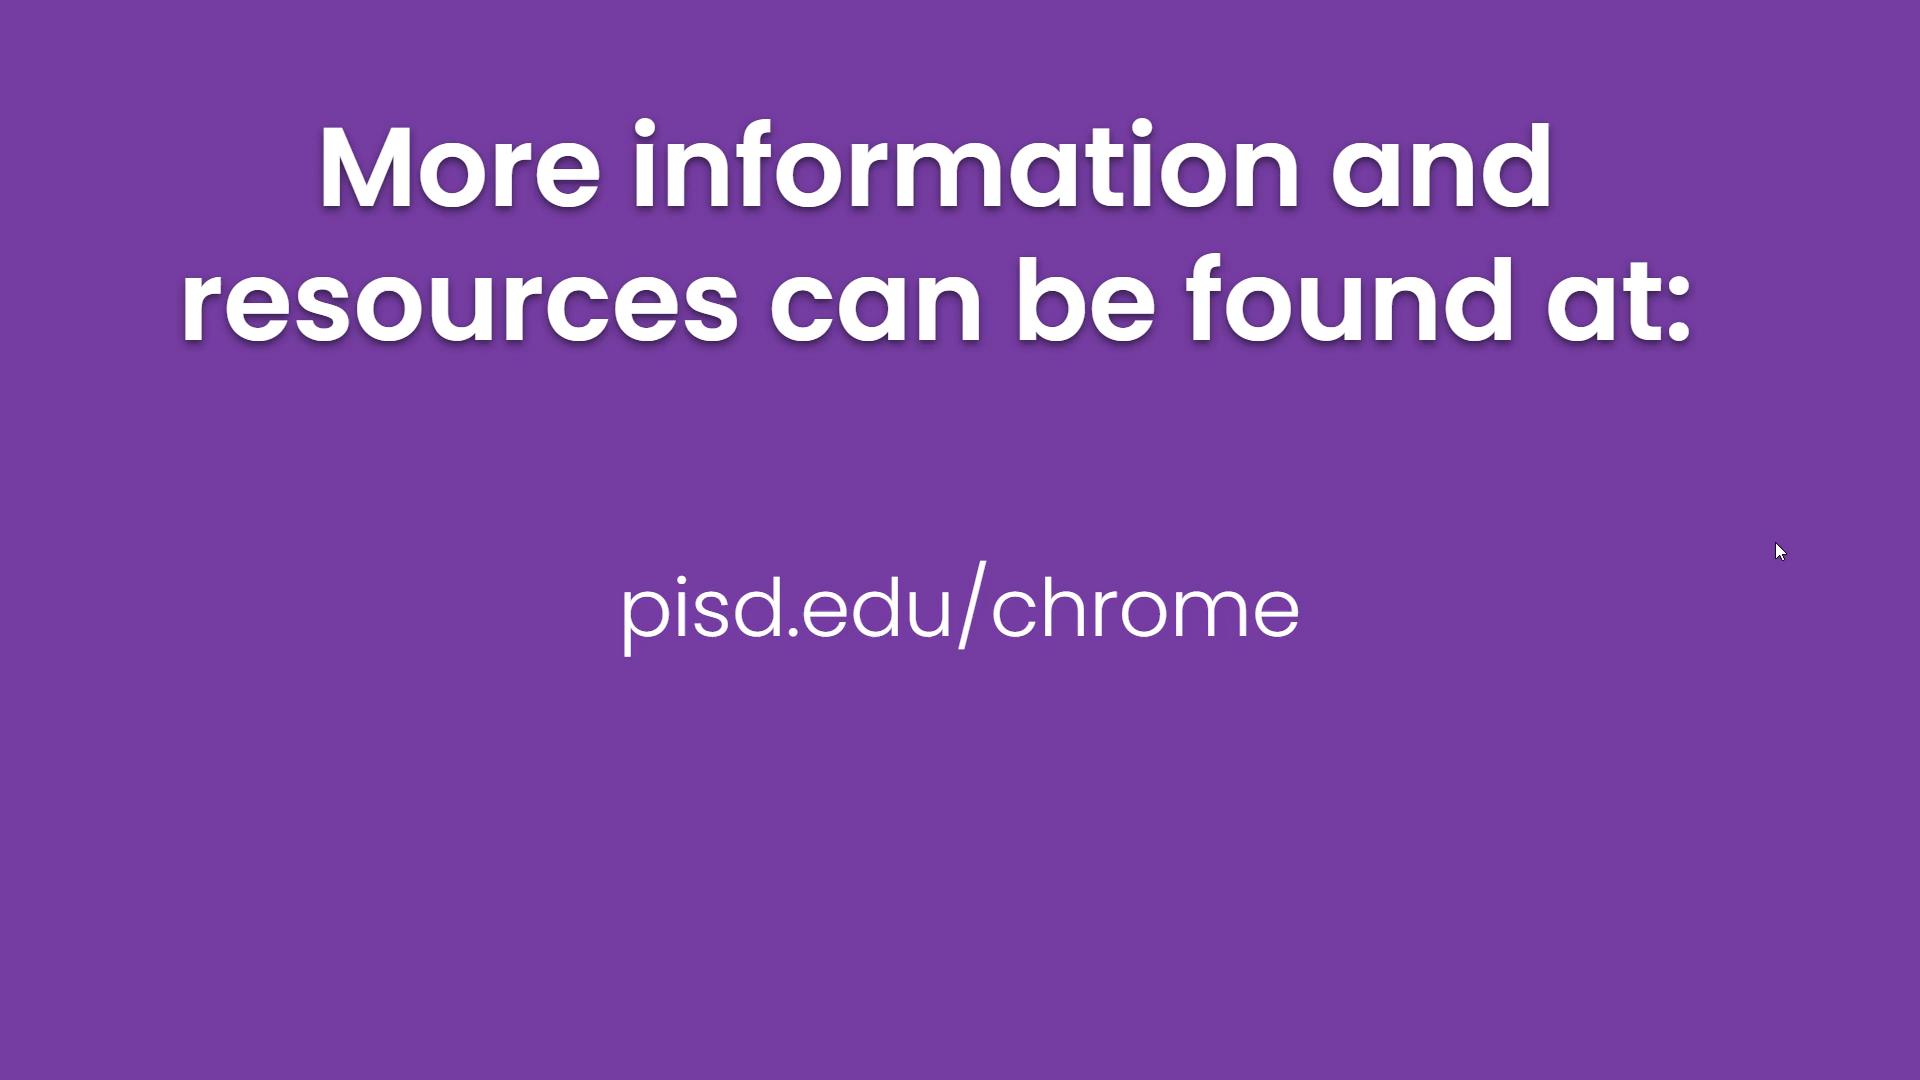 More information and
resources can be found at:
pisd.edu/chrome